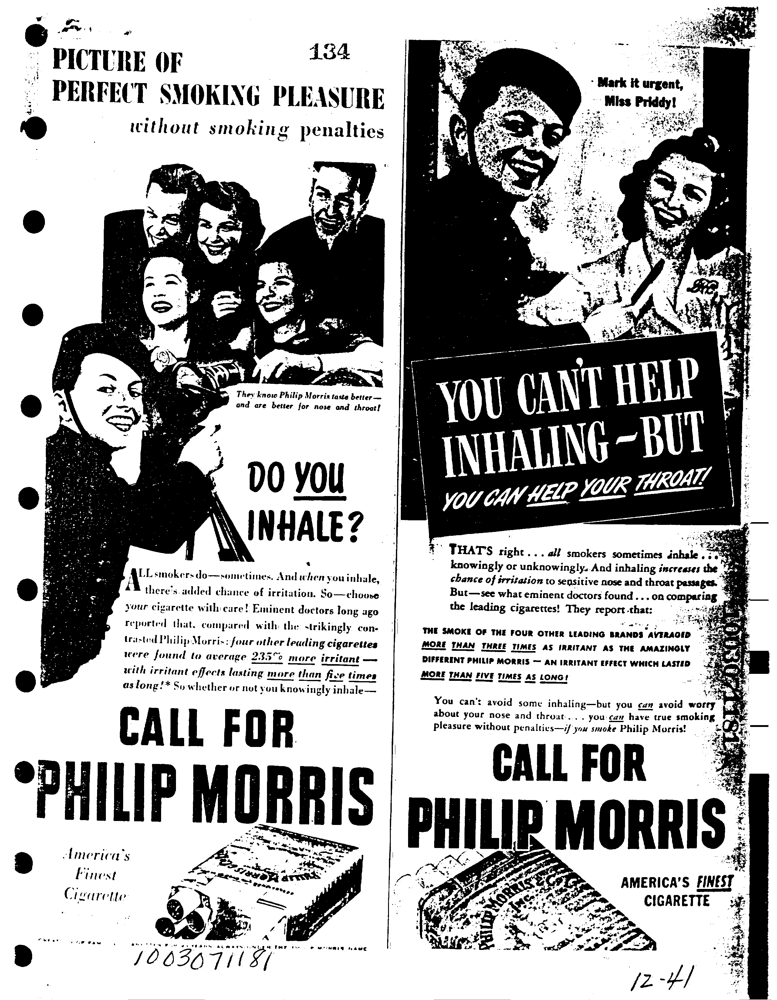 134
PICTURE OF
PERFECT SMOKING PLEASURE
without smoking penalties
They know Philip Morris taste better—
and are better for nose and throat!
DO YOU
INHALE?
ALL smokers do—sometimes. And when you inhale,
there's added chance of irritation. So—choose
your cigarette with care! Eminent doctors long ago
reported that, compared with the strikingly con-
trasted Philip Morris: four other leading cigarettes
were found to average 235% more irritant —
with irritant effects lasting more than five times
as long!* So whether or not you knowingly inhale—
CALL FOR
PHILIP MORRIS
America's
Finest
Cigarette
1003071181
Mark it urgent,
Miss Priddy!
YOU CAN'T HELP
INHALING – BUT
YOU CAN HELP YOUR THROAT!
THAT'S right . . . all smokers sometimes inhale . . .
knowingly or unknowingly. And inhaling increases the
chance of irritation to sensitive nose and throat passages.
But—see what eminent doctors found . . . on comparing
the leading cigarettes! They report that:
THE SMOKE OF THE FOUR OTHER LEADING BRANDS AVERAGED
MORE THAN THREE TIMES AS IRRITANT AS THE AMAZINGLY
DIFFERENT PHILIP MORRIS — AN IRRITANT EFFECT WHICH LASTED
MORE THAN FIVE TIMES AS LONG!
You can't avoid some inhaling—but you can avoid worry
about your nose and throat . . . you can have true smoking
pleasure without penalties—if you smoke Philip Morris!
CALL FOR
PHILIP MORRIS
PHILIP MORRIS & Co.
AMERICA'S FINEST
CIGARETTE
1003071181
12-41